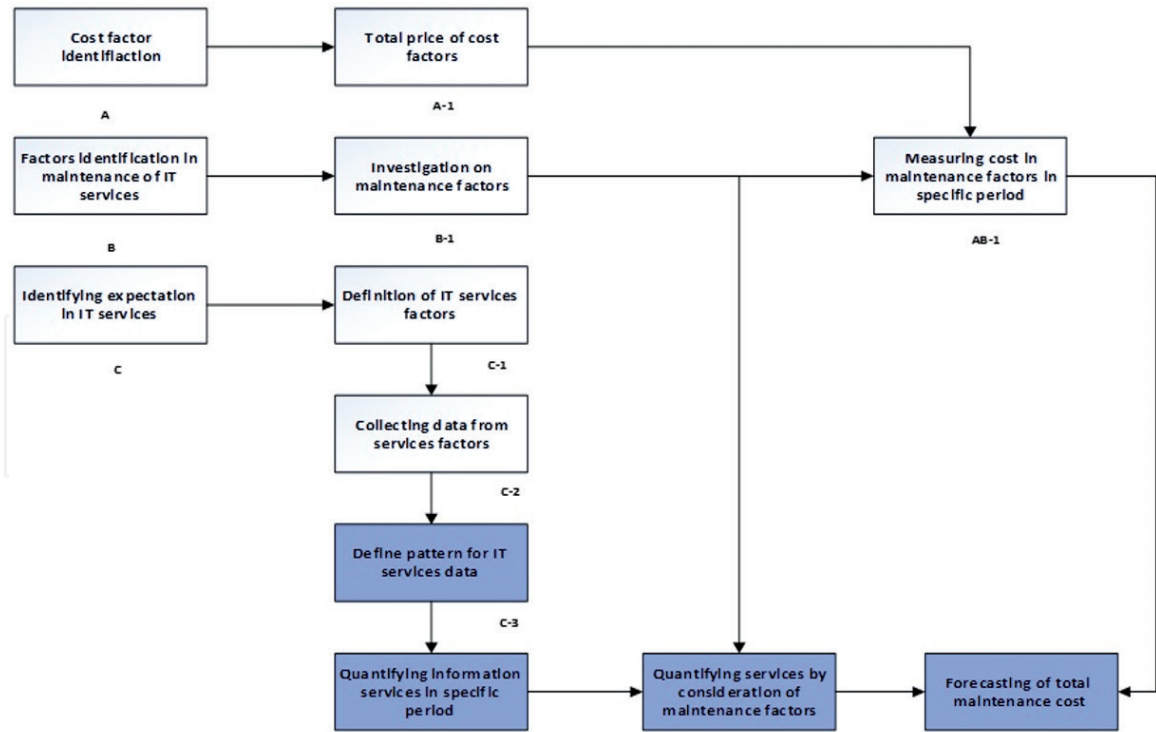 Cost factor
Identifiaction
Total price of cost
factors
A
A-1
Factors Identification In
maintenance of IT
services
Investigation on
maintenance factors
Measuring cost in
maintenance factors in
specific period
B
B-1
AB-1
Identifying expectation
in IT services
Definition of IT services
factors
C
C-1
Collecting data from
services factors
C-2
Define pattern for IT
services data
C-3
Quantifying information
services in specific
period
Quantifying services by
consideration of
maintenance factors
Forecasting of total
maintenance cost